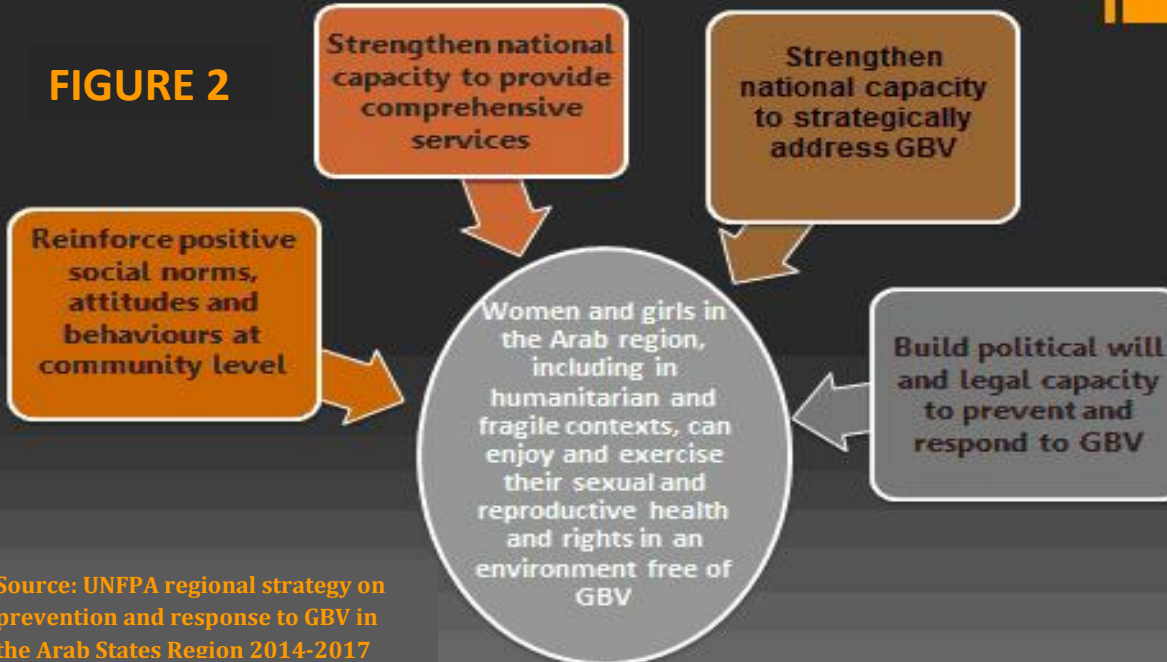 FIGURE 2
Strengthen national
capacity to provide
comprehensive
services
Strengthen
national capacity
to strategically
address GBV
Reinforce positive
social norms,
attitudes and
behaviours at
community level
Women and girls in
the Arab region,
including in
humanitarian and
fragile contexts, can
enjoy and exercise
their sexual and
reproductive health
and rights in an
environment free of
GBV
Build political will
and legal capacity
to prevent and
respond to GBV
Source: UNFPA regional strategy on
prevention and response to GBV in
the Arab States Region 2014-2017